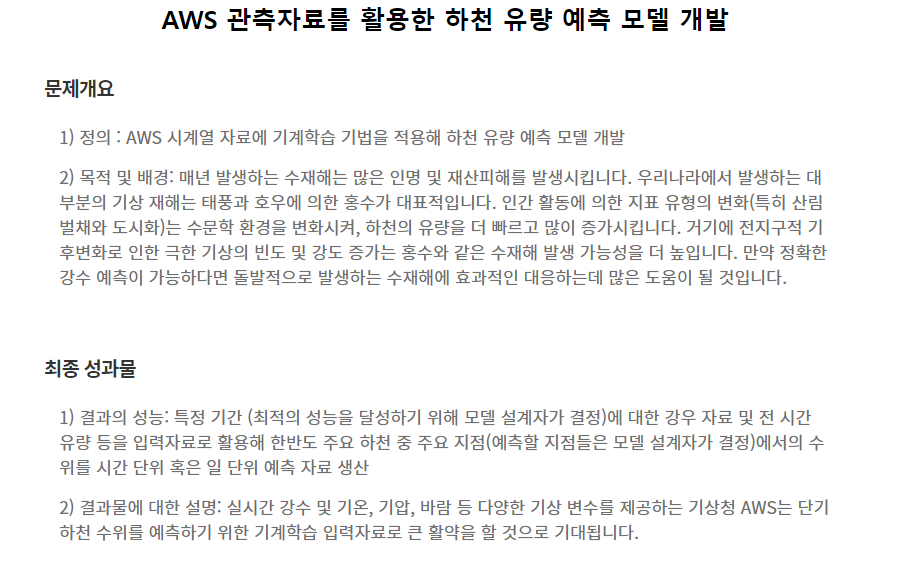 AWS 관측자료를 활용한 하천 유량 예측 모델 개발
문제개요
1) 정의 : AWS 시계열 자료에 기계학습 기법을 적용해 하천 유량 예측 모델 개발
2) 목적 및 배경: 매년 발생하는 수재해는 많은 인명 및 재산피해를 발생시킵니다. 우리나라에서 발생하는 대
부분의 기상 재해는 태풍과 호우에 의한 홍수가 대표적입니다. 인간 활동에 의한 지표 유형의 변화(특히 산림
벌채와 도시화)는 수문학 환경을 변화시켜, 하천의 유량을 더 빠르고 많이 증가시킵니다. 거기에 전지구적 기
후변화로 인한 극한 기상의 빈도 및 강도 증가는 홍수와 같은 수재해 발생 가능성을 더 높입니다. 만약 정확한
강수 예측이 가능하다면 돌발적으로 발생하는 수재해에 효과적인 대응하는데 많은 도움이 될 것입니다.
최종 성과물
1) 결과의 성능: 특정 기간 (최적의 성능을 달성하기 위해 모델 설계자가 결정)에 대한 강우 자료 및 전 시간
유량 등을 입력자료로 활용해 한반도 주요 하천 중 주요 지점(예측할 지점들은 모델 설계자가 결정)에서의 수
위를 시간 단위 혹은 일 단위 예측 자료 생산
2) 결과물에 대한 설명: 실시간 강수 및 기온, 기압, 바람 등 다양한 기상 변수를 제공하는 기상청 AWS는 단기
하천 수위를 예측하기 위한 기계학습 입력자료로 큰 활약을 할 것으로 기대됩니다.